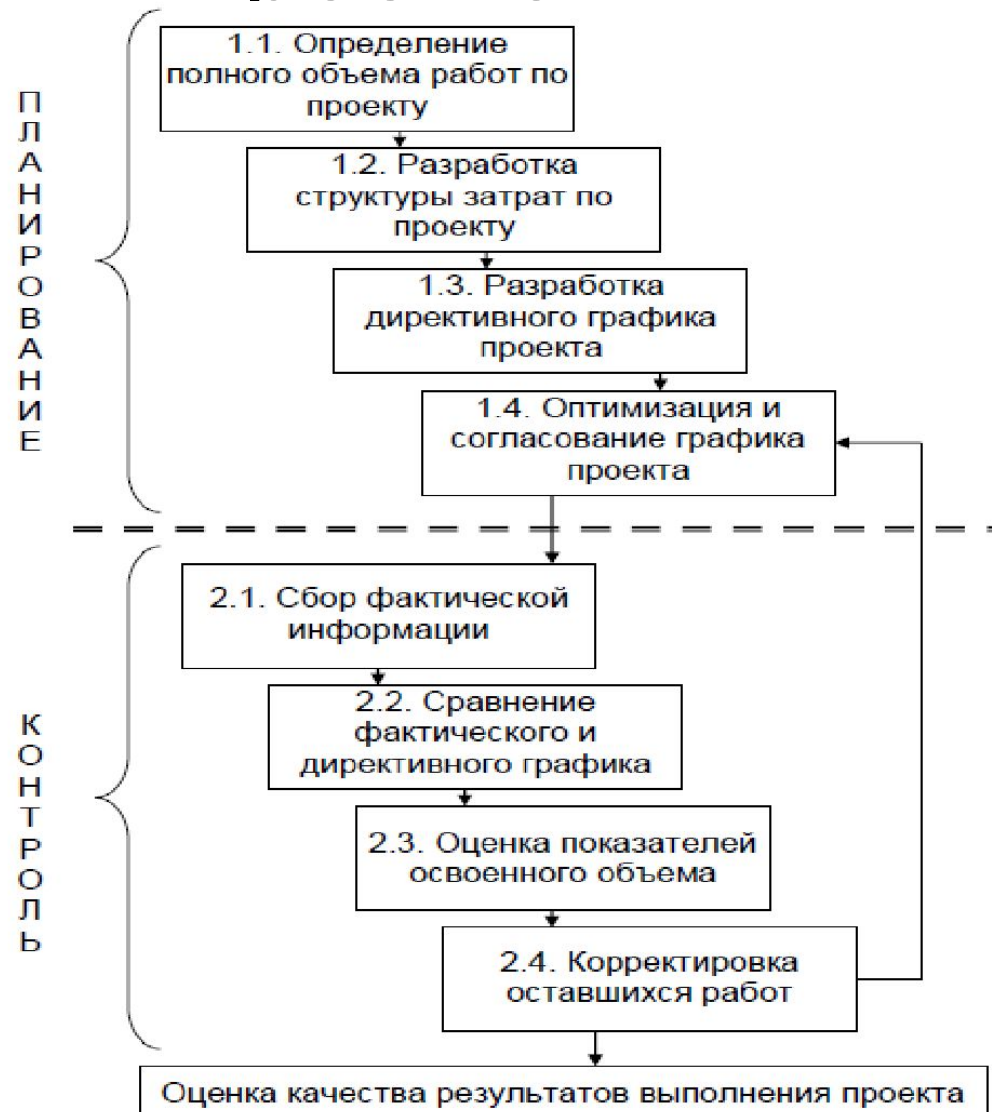 ПЛАНИРОВАНИЕ
1.1. Определение
полного объема работ по
проекту
1.2. Разработка
структуры затрат по
проекту
1.3. Разработка
директивного графика
проекта
1.4. Оптимизация и
согласование графика
проекта
КОНТРОЛЬ
2.1. Сбор фактической
информации
2.2. Сравнение
фактического и
директивного графика
2.3. Оценка показателей
освоенного объема
2.4. Корректировка
оставшихся работ
Оценка качества результатов выполнения проекта